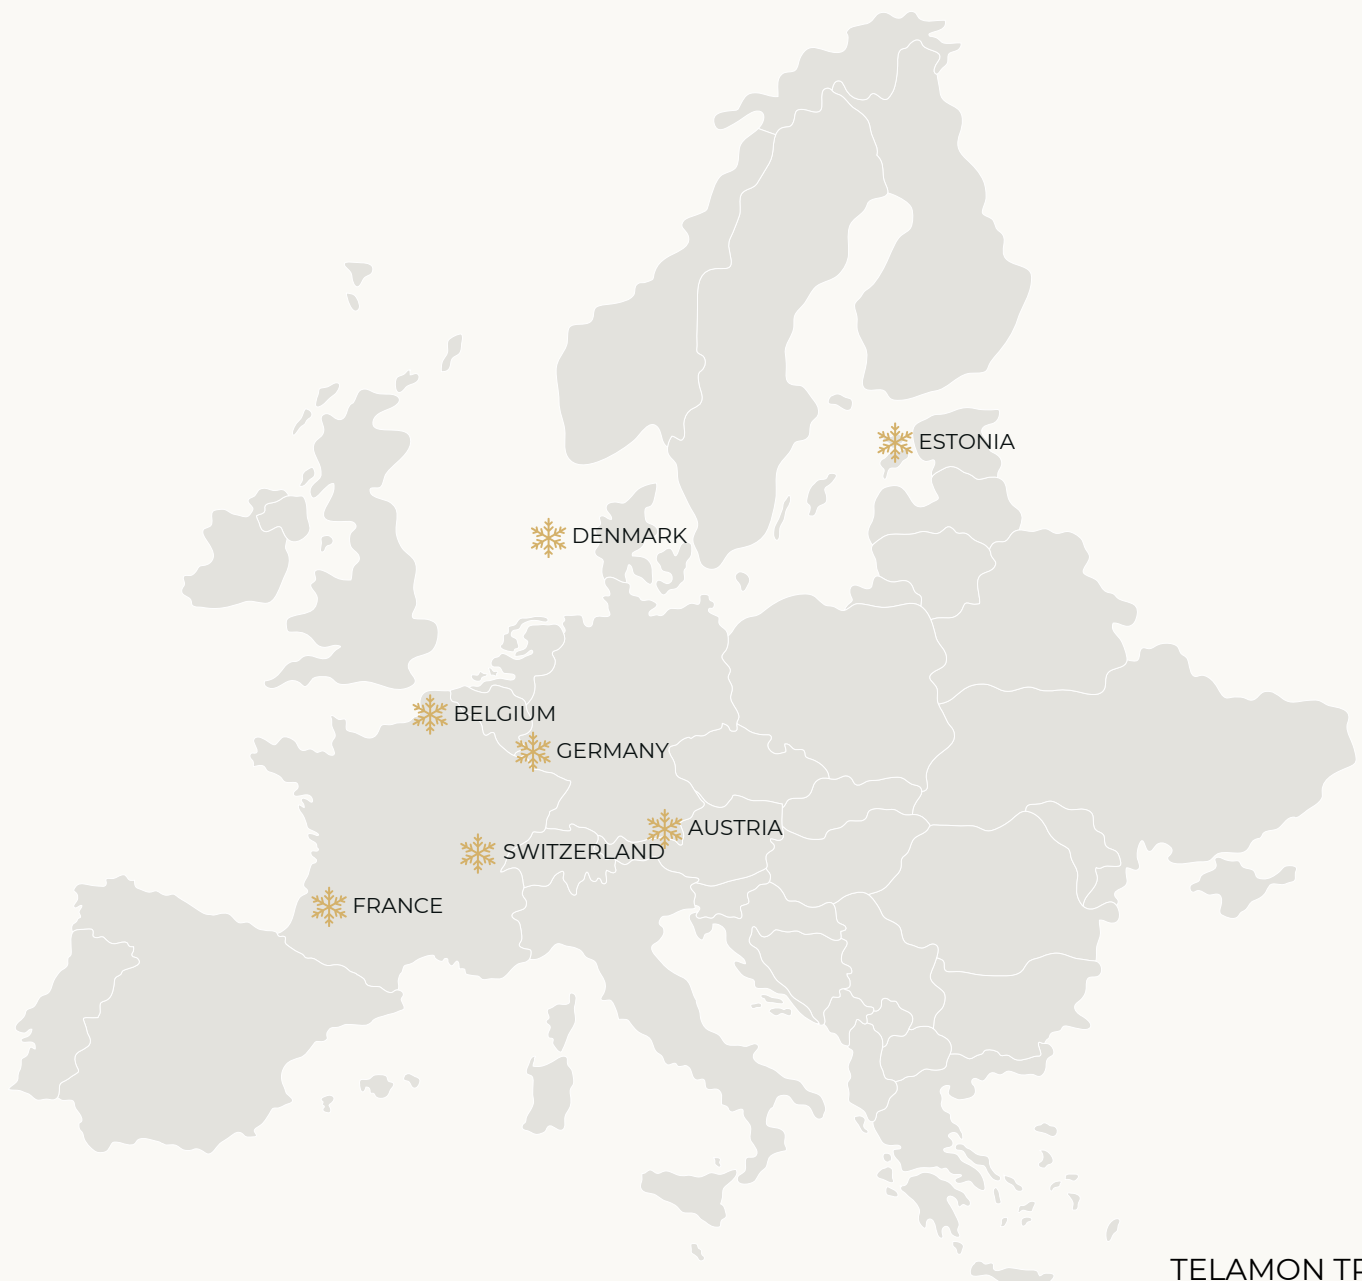 ESTONIA
DENMARK
BELGIUM
GERMANY
AUSTRIA
SWITZERLAND
FRANCE
TELAMON